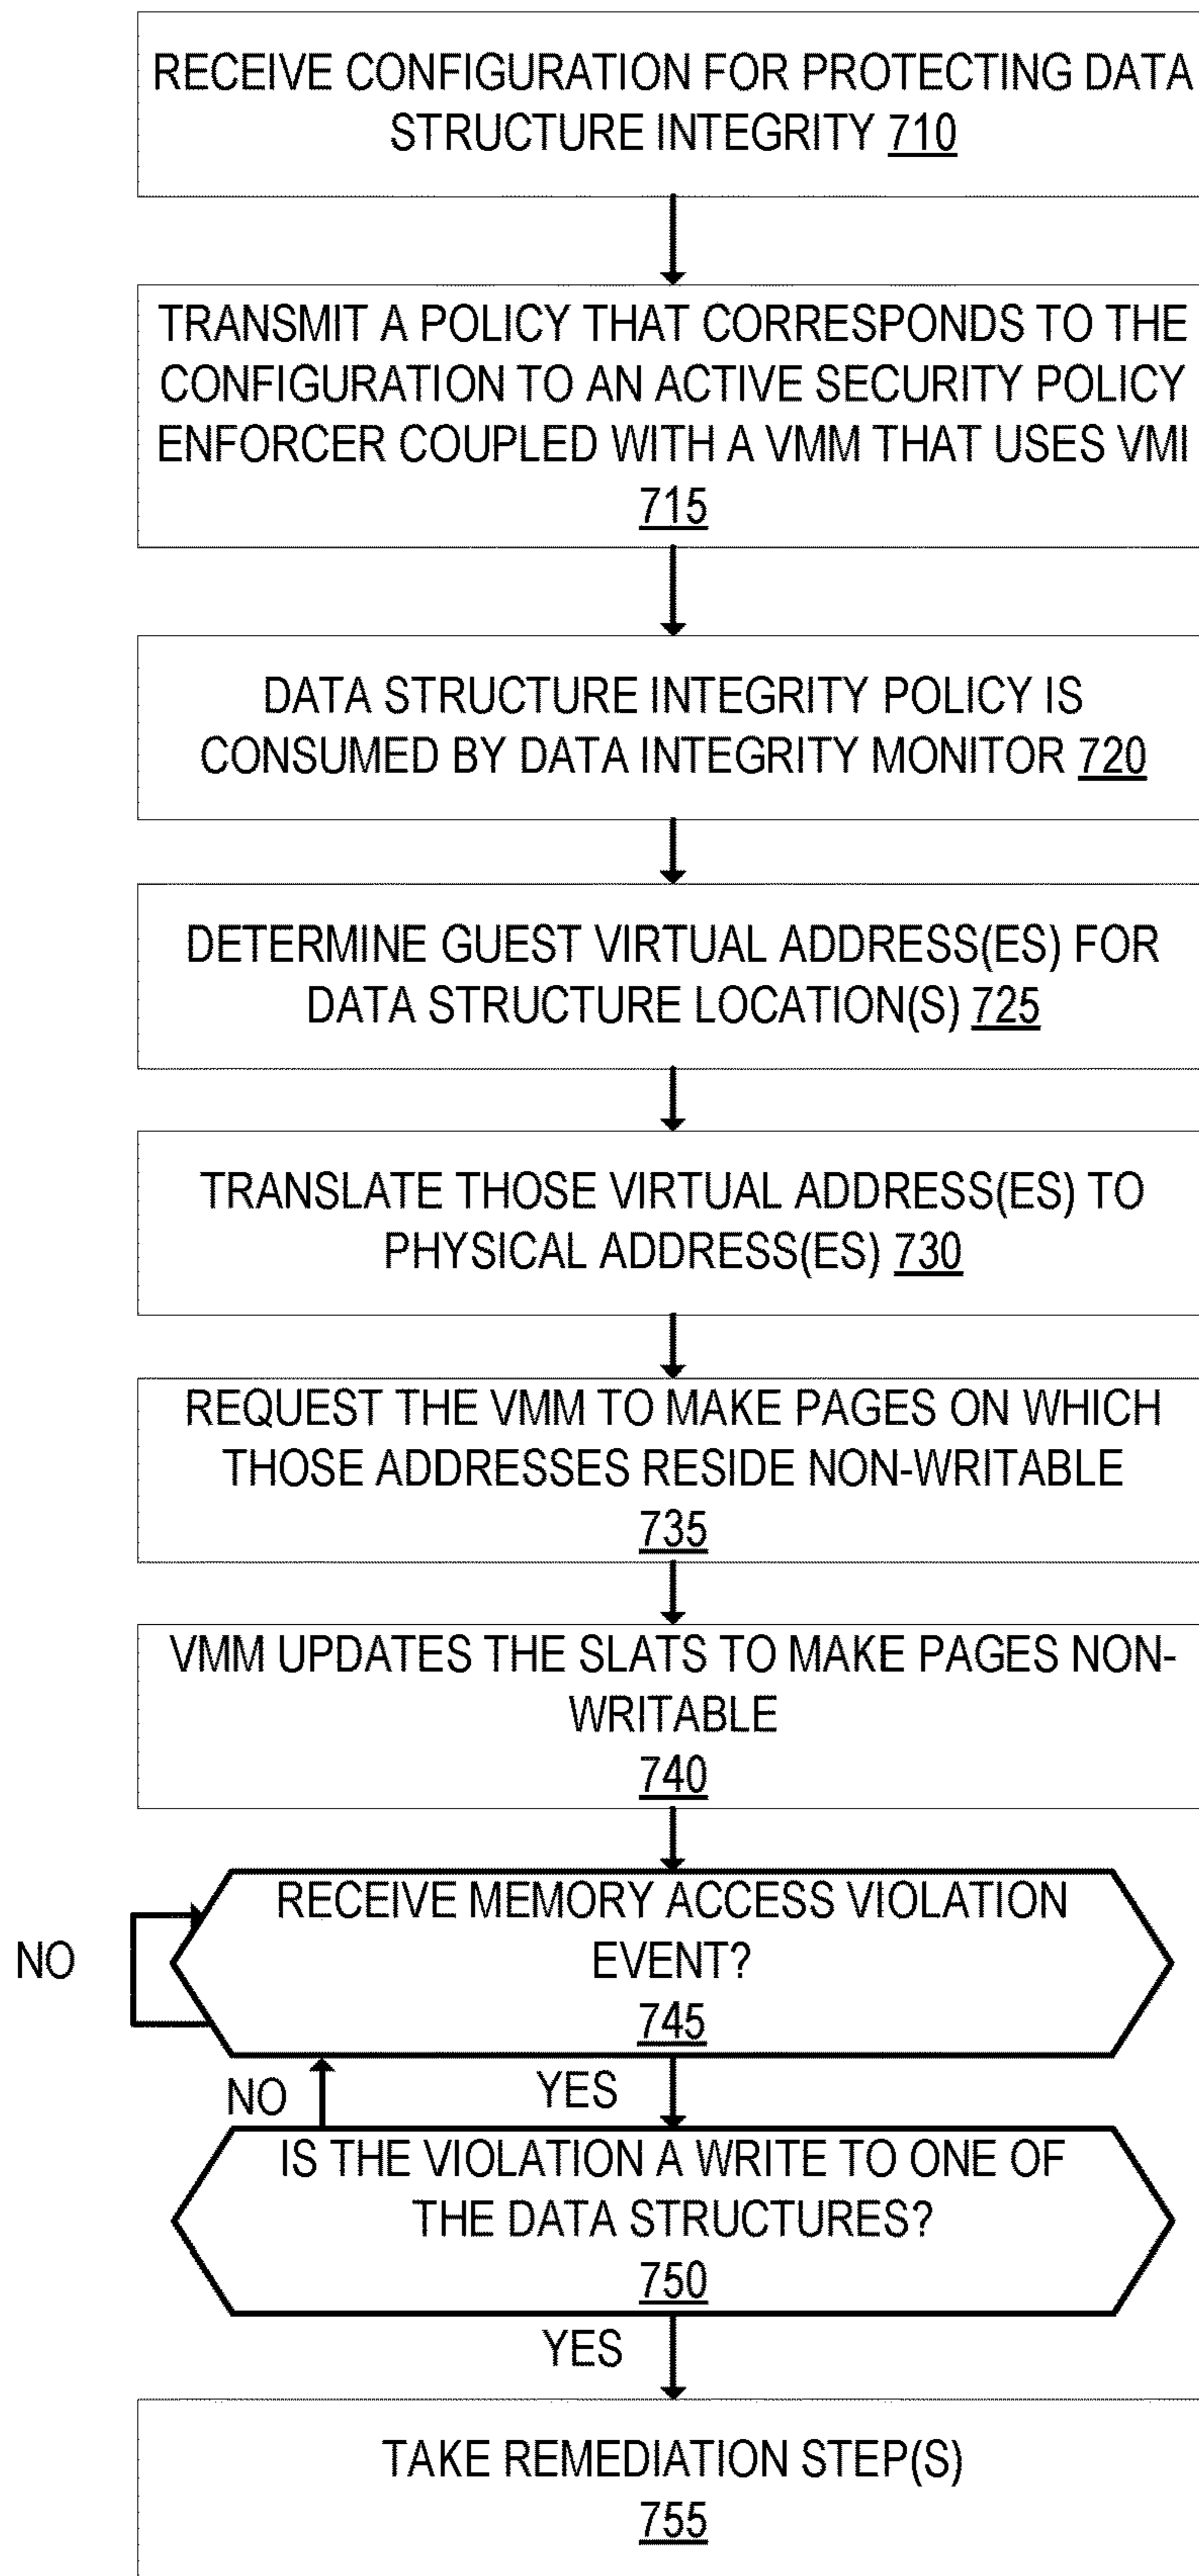 RECEIVE CONFIGURATION FOR PROTECTING DATA
STRUCTURE INTEGRITY 710
TRANSMIT A POLICY THAT CORRESPONDS TO THE
CONFIGURATION TO AN ACTIVE SECURITY POLICY
ENFORCER COUPLED WITH A VMM THAT USES VMI
715
DATA STRUCTURE INTEGRITY POLICY IS
CONSUMED BY DATA INTEGRITY MONITOR 720
DETERMINE GUEST VIRTUAL ADDRESS(ES) FOR
DATA STRUCTURE LOCATION(S) 725
TRANSLATE THOSE VIRTUAL ADDRESS(ES) TO
PHYSICAL ADDRESS(ES) 730
REQUEST THE VMM TO MAKE PAGES ON WHICH
THOSE ADDRESSES RESIDE NON-WRITABLE
735
VMM UPDATES THE SLATS TO MAKE PAGES NON-
WRITABLE
740
RECEIVE MEMORY ACCESS VIOLATION
EVENT?
745
NO
NO
YES
IS THE VIOLATION A WRITE TO ONE OF
THE DATA STRUCTURES?
750
YES
TAKE REMEDIATION STEP(S)
755